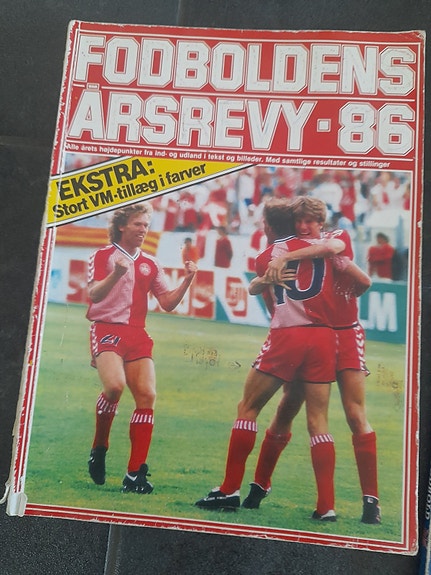 FODBOLDENS
ÅRSREVY·86
Alle årets højdepunkter fra ind- og udland i tekst og billeder. Med samtlige resultater og stillinger
EKSTRA:
Stort VM-tillæg i farver
10